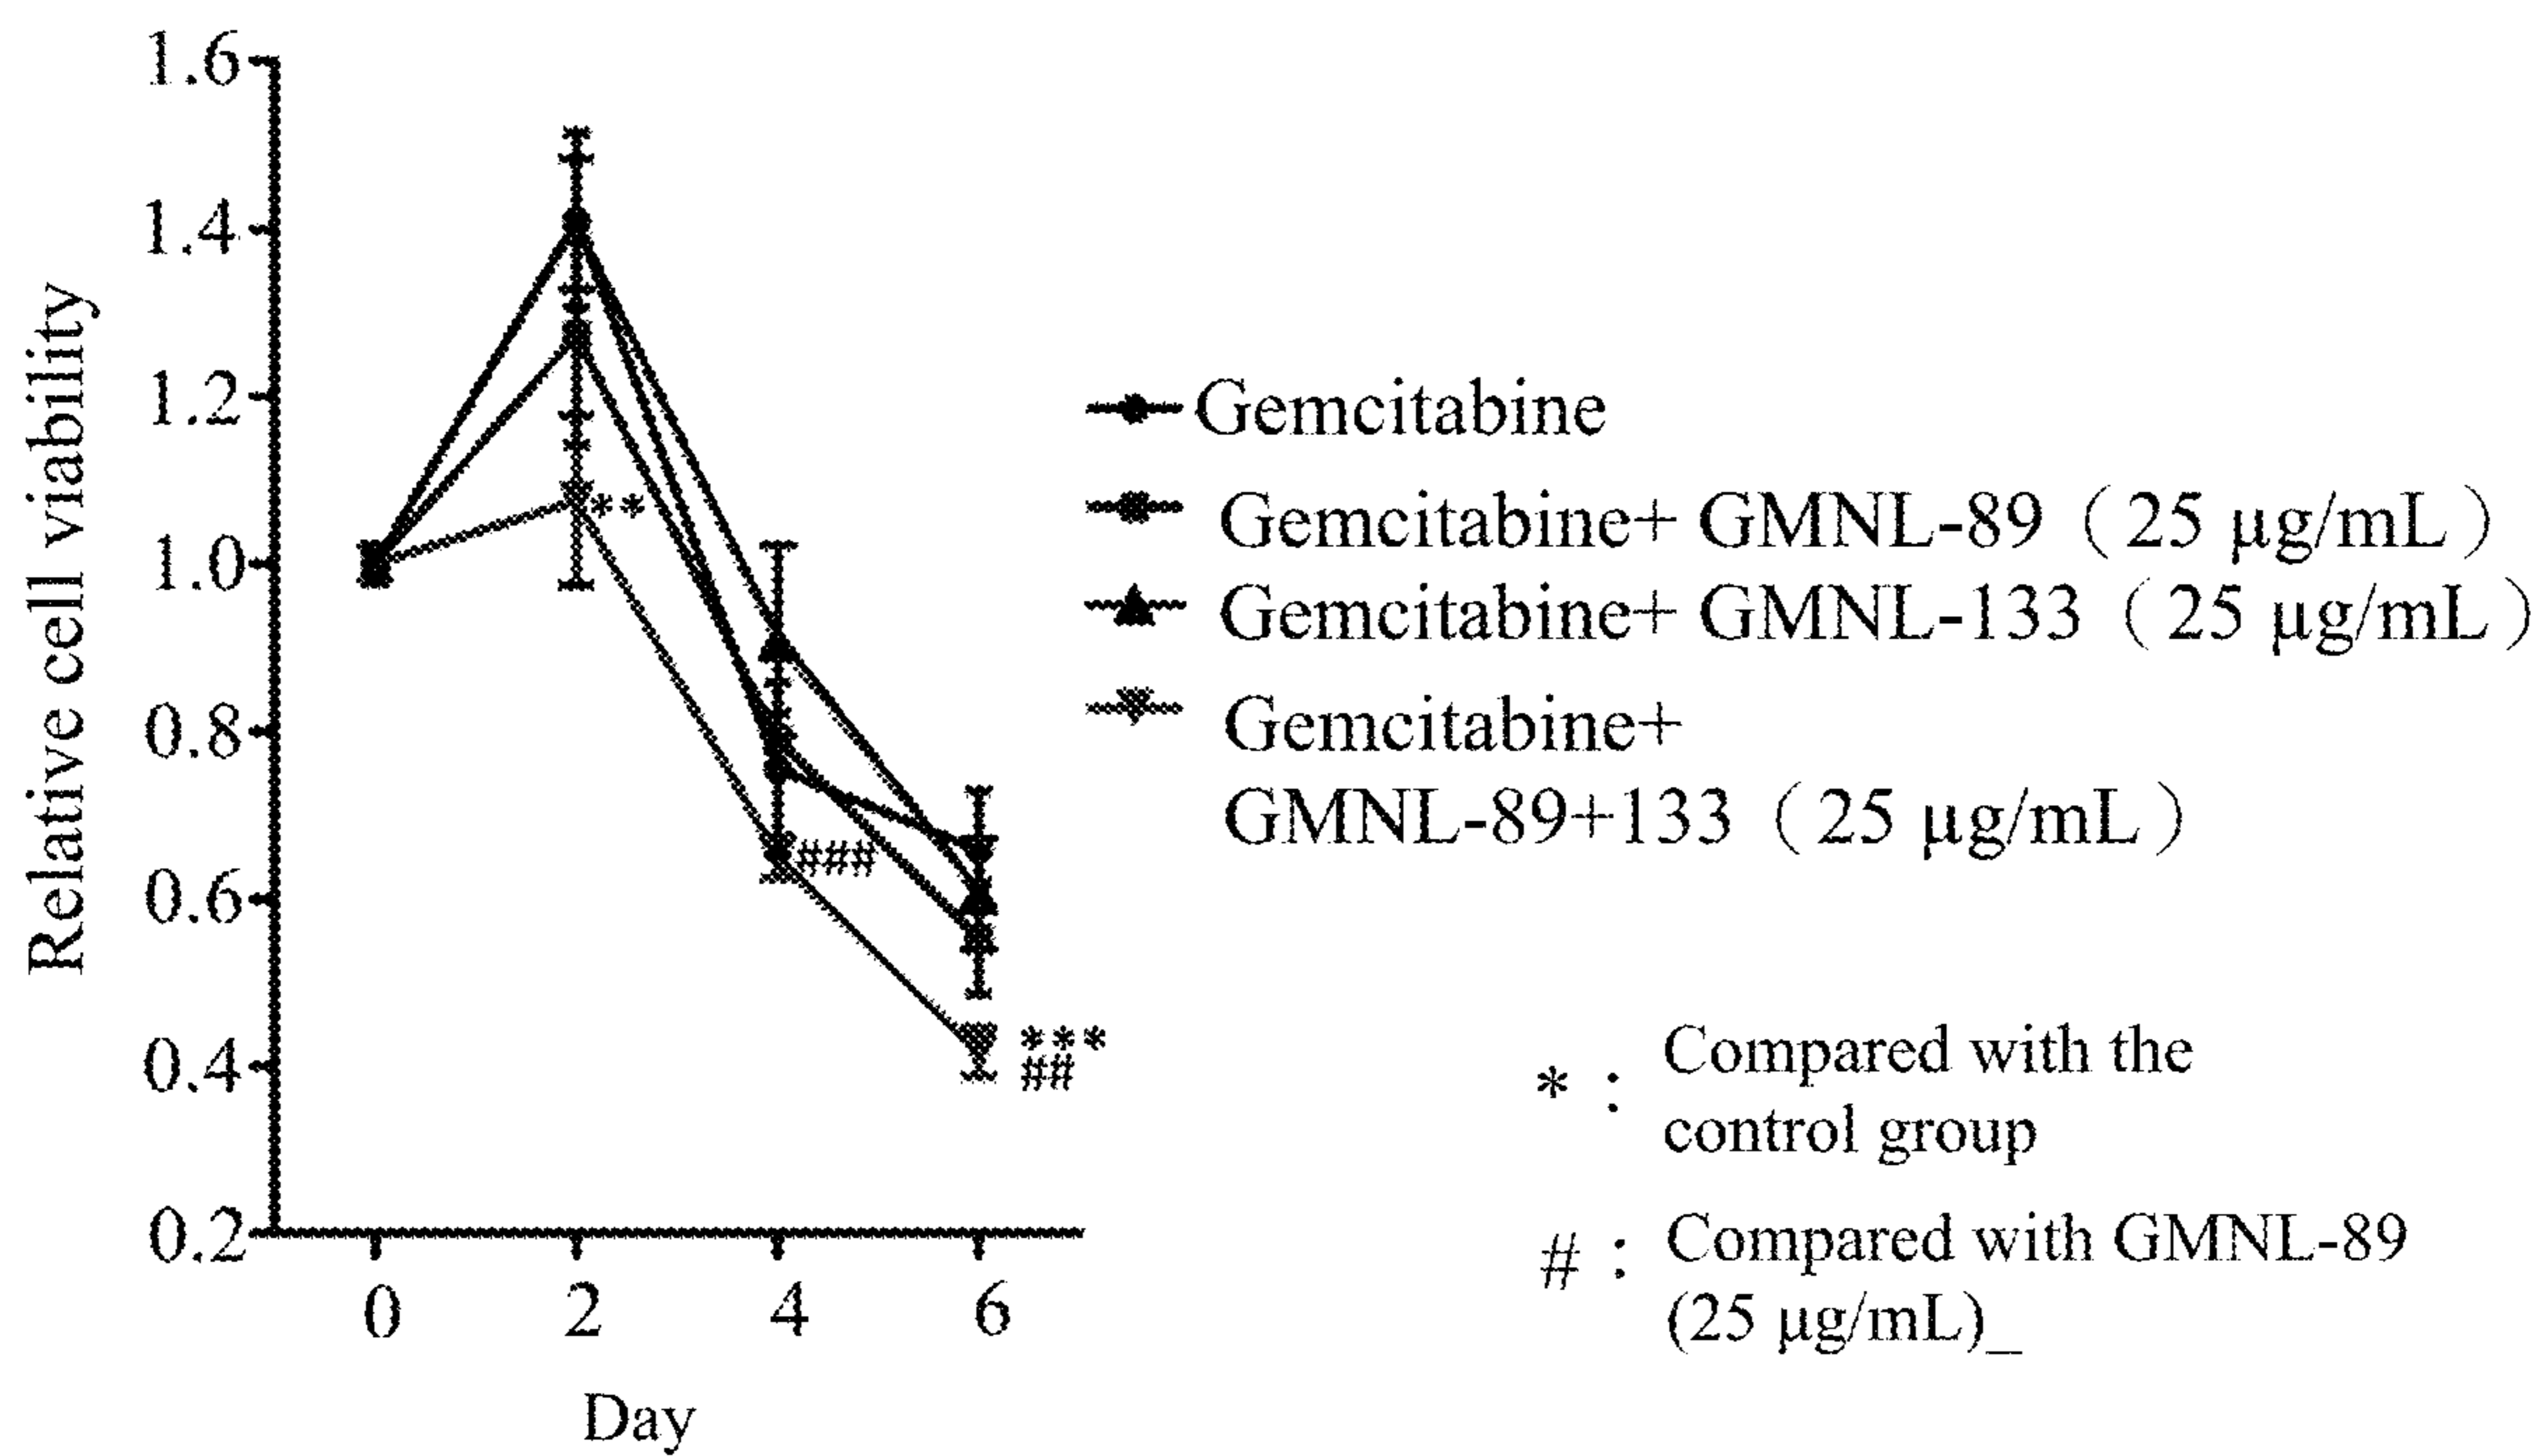 1.6
1.4
1.2
1.0
0.8
0.6
0.4
0.2
Relative cell viability
0
2
4
6
Day
**
###
***
##
Gemcitabine
Gemcitabine+ GMNL-89 (25 μg/mL)
Gemcitabine+ GMNL-133 (25 μg/mL)
Gemcitabine+
GMNL-89+133 (25 μg/mL)
* : Compared with the
control group
# : Compared with GMNL-89
(25 μg/mL)_